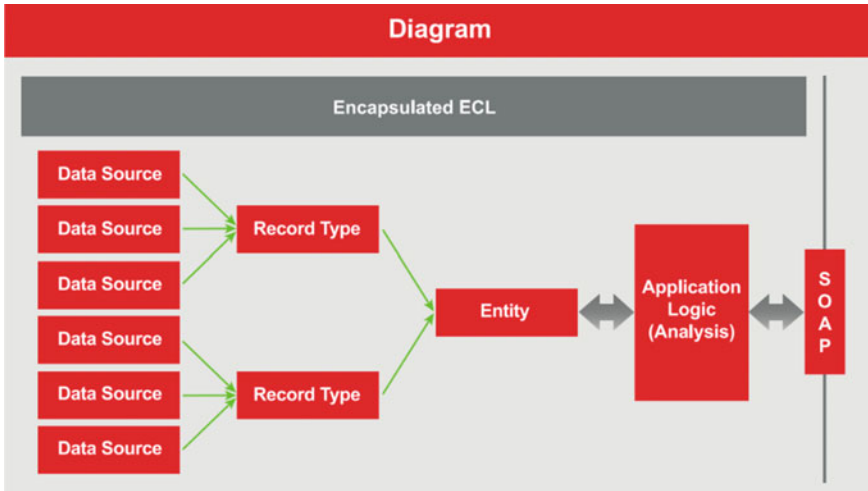 Diagram
Encapsulated ECL
Data Source
Data Source
Data Source
Data Source
Data Source
Data Source
Record Type
Record Type
Entity
Application
Logic
(Analysis)
S
O
A
P